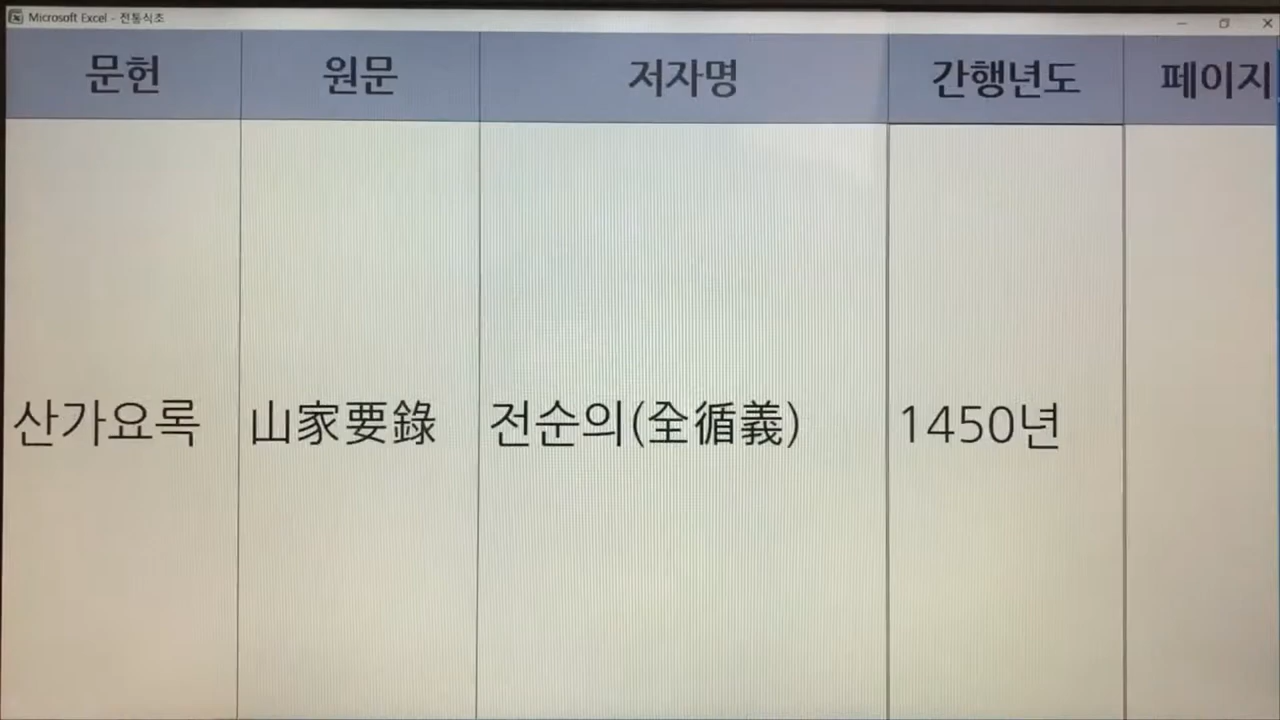 Microsoft Excel - 전통식초
문헌 원문 저자명 간행년도 페이지
산가요록 山家要錄 전순의(全循義) 1450년